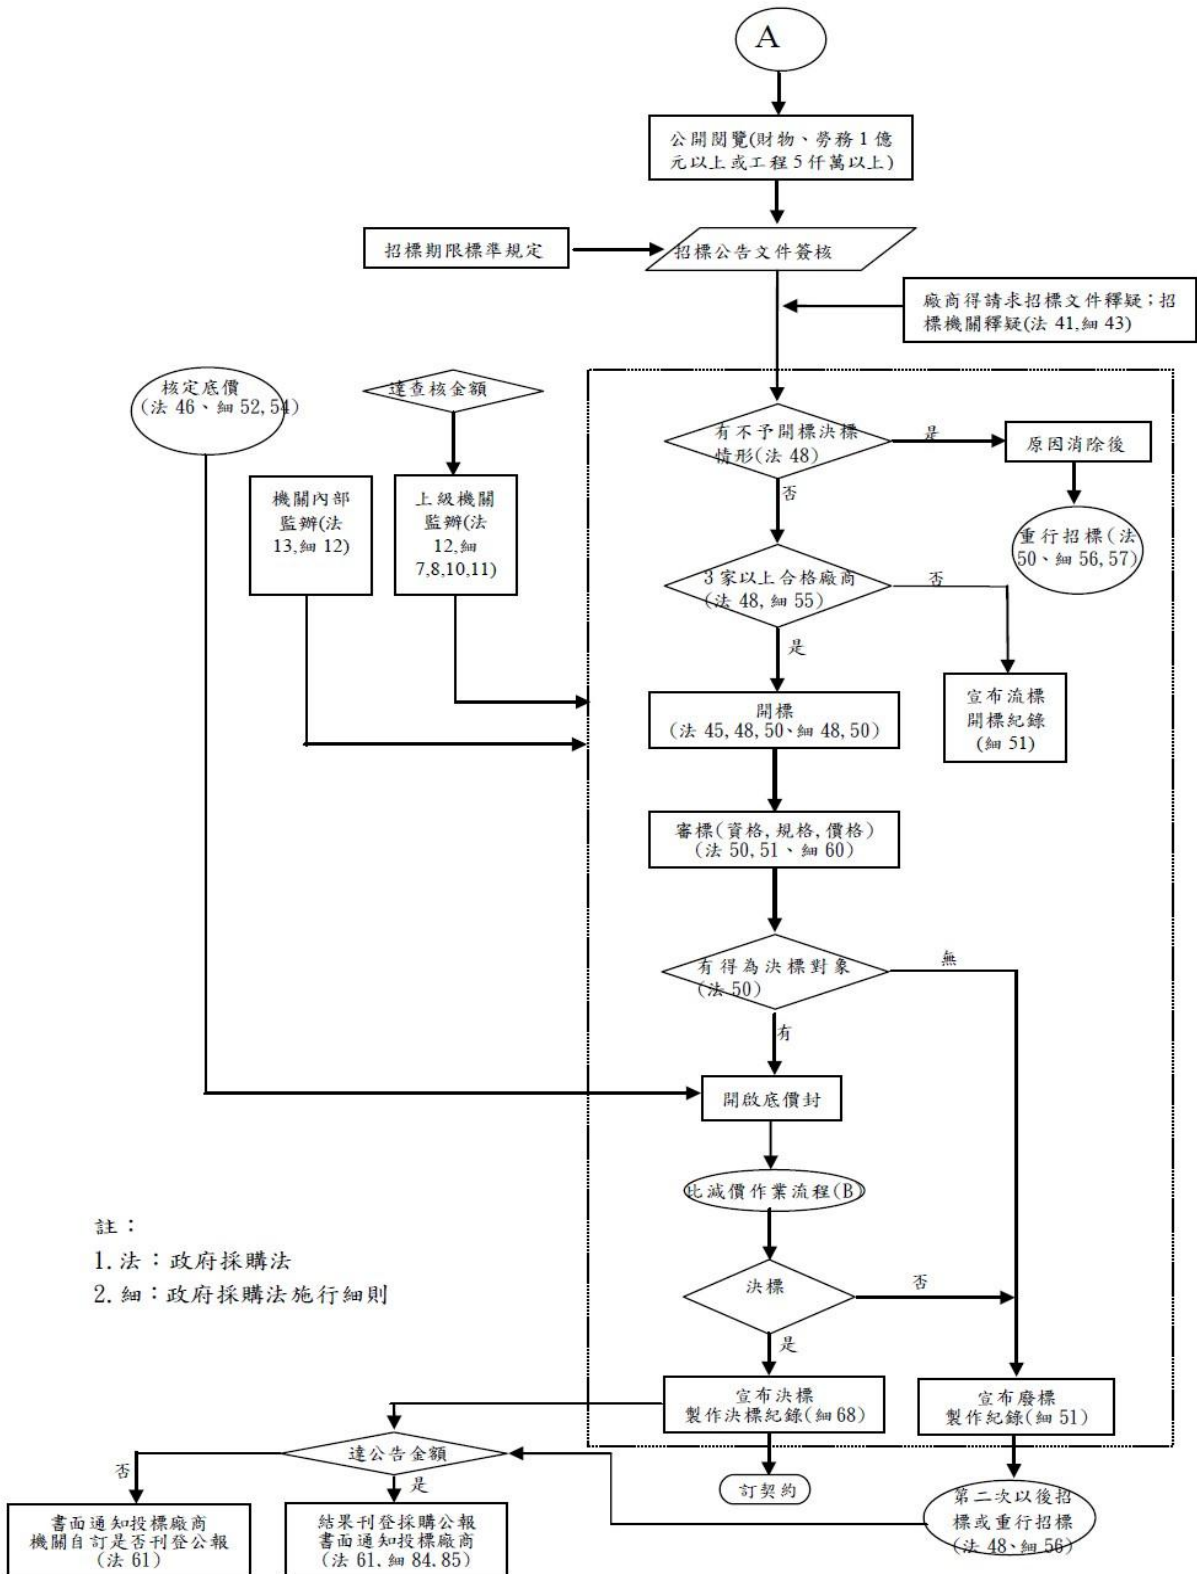 A
公開閱覽(財物、勞務 1 億
元以上或工程 5 仟萬以上)
招標期限標準規定
招標公告文件簽核
廠商得請求招標文件釋疑；招
標機關釋疑(法 41,細 43)
核定底價
(法 46、細 52, 54)
達查核金額
有不予開標決標
情形(法 48)
是
原因消除後
否
機關內部
監辦(法
13,細 12)
上級機關
監辦(法
12,細
7,8,10,11)
重行招標(法
50、細 56, 57)
3 家以上合格廠商
(法 48, 細 55)
否
是
宣布流標
開標紀錄
(細 51)
開標
(法 45, 48, 50、細 48, 50)
審標(資格, 規格, 價格)
(法 50, 51、細 60)
有得為決標對象
(法 50)
無
有
開啟底價封
比減價作業流程(B)
註：
1. 法：政府採購法
2. 細：政府採購法施行細則
決標
否
是
宣布決標
製作決標紀錄(細 68)
宣布廢標
製作紀錄(細 51)
達公告金額
否
是
訂契約
第二次以後招
標或重行招標
(法 48、細 56)
書面通知投標廠商
機關自訂是否刊登公報
(法 61)
結果刊登採購公報
書面通知投標廠商
(法 61, 細 84, 85)